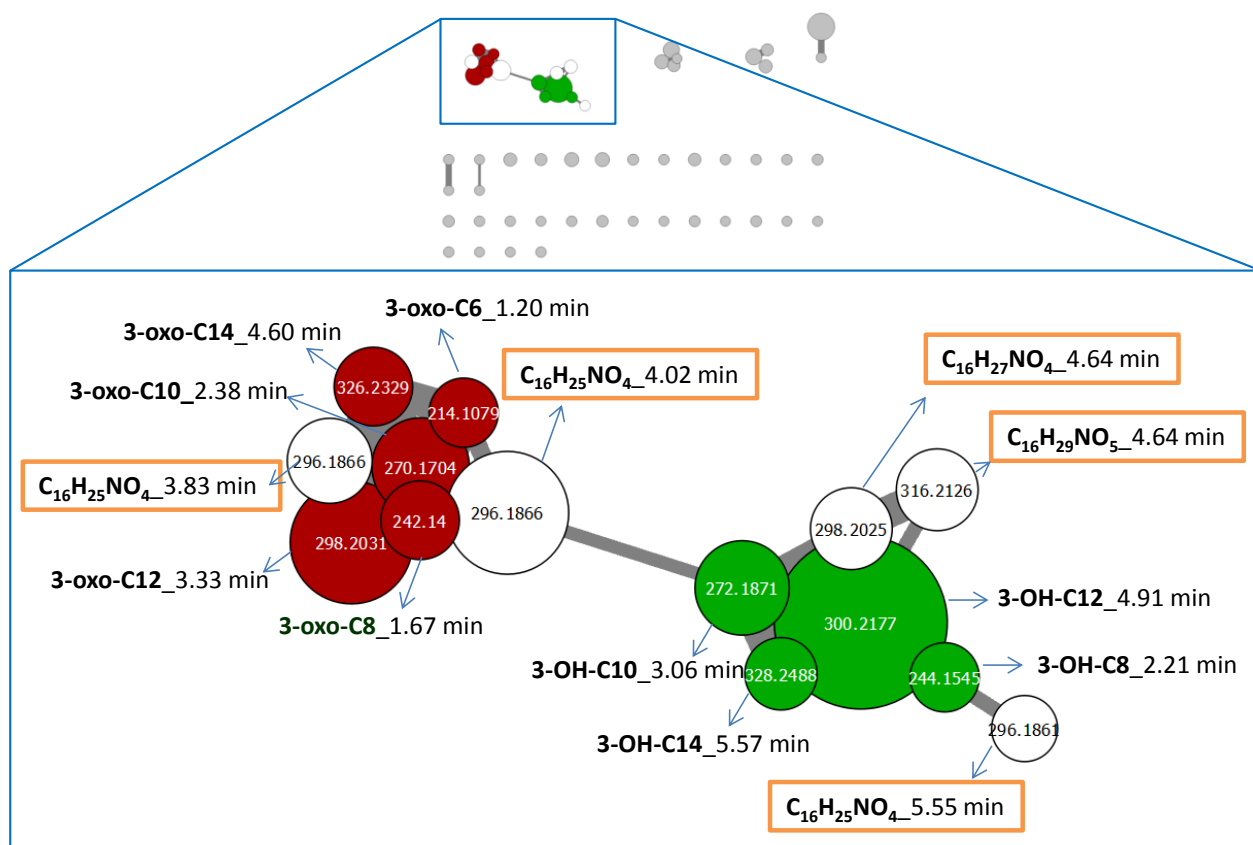 3-oxo-C6_1.20 min
3-oxo-C14_4.60 min
C₁₆H₂₇NO₄_4.64 min
C₁₆H₂₅NO₄_4.02 min
3-oxo-C10_2.38 min
326.2329
214.1079
C₁₆H₂₉NO₅_4.64 min
296.1866
270.1704
C₁₆H₂₅NO₄_3.83 min
316.2126
296.1866
242.14
298.2025
298.2031
3-oxo-C12_3.33 min
272.1871
3-OH-C12_4.91 min
3-oxo-C8_1.67 min
300.2177
3-OH-C10_3.06 min
328.2488
244.1545
3-OH-C8_2.21 min
3-OH-C14_5.57 min
296.1861
C₁₆H₂₅NO₄_5.55 min